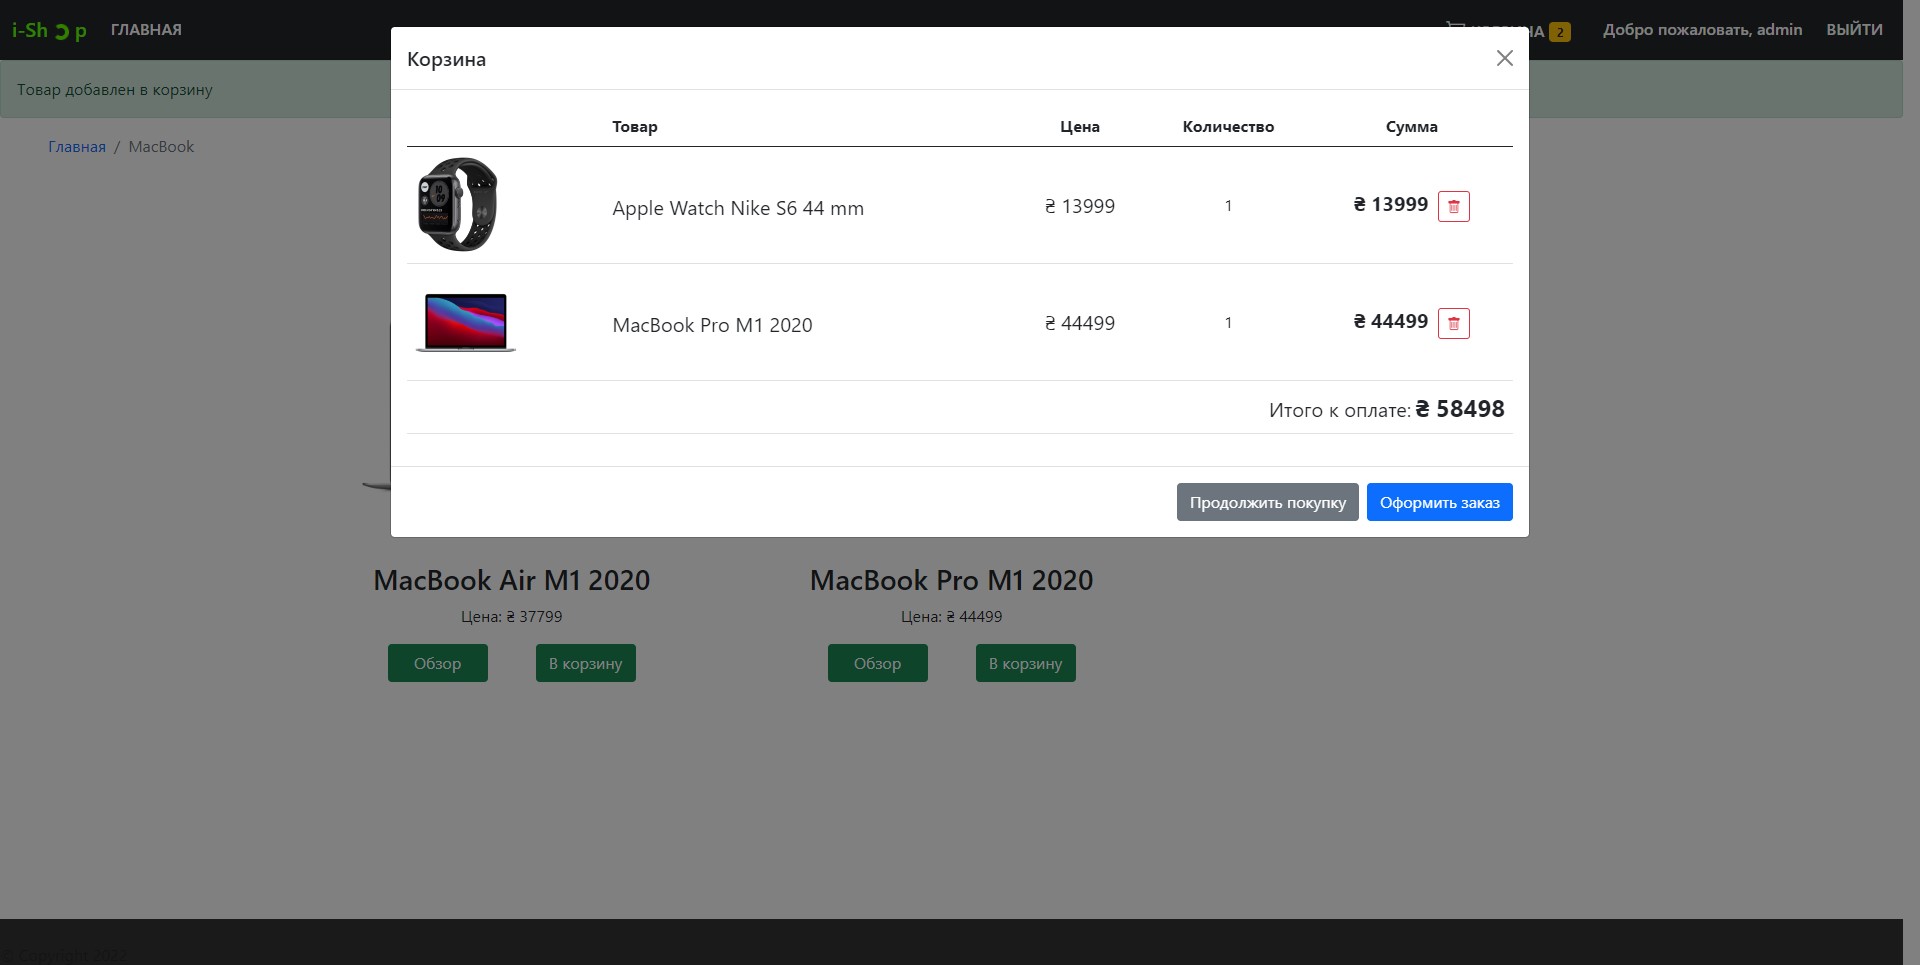 i-Sh p ГЛАВНАЯ
2 Добро пожаловать, admin ВЫЙТИ
Товар добавлен в корзину
Главная / MacBook
Корзина
Товар Цена Количество Сумма
Apple Watch Nike S6 44 mm ₴ 13999 1 ₴ 13999
MacBook Pro M1 2020 ₴ 44499 1 ₴ 44499
Итого к оплате: ₴ 58498
Продолжить покупку Оформить заказ
MacBook Air M1 2020 MacBook Pro M1 2020
Цена: ₴ 37799 Цена: ₴ 44499
Обзор В корзину Обзор В корзину
© Copyright 2022